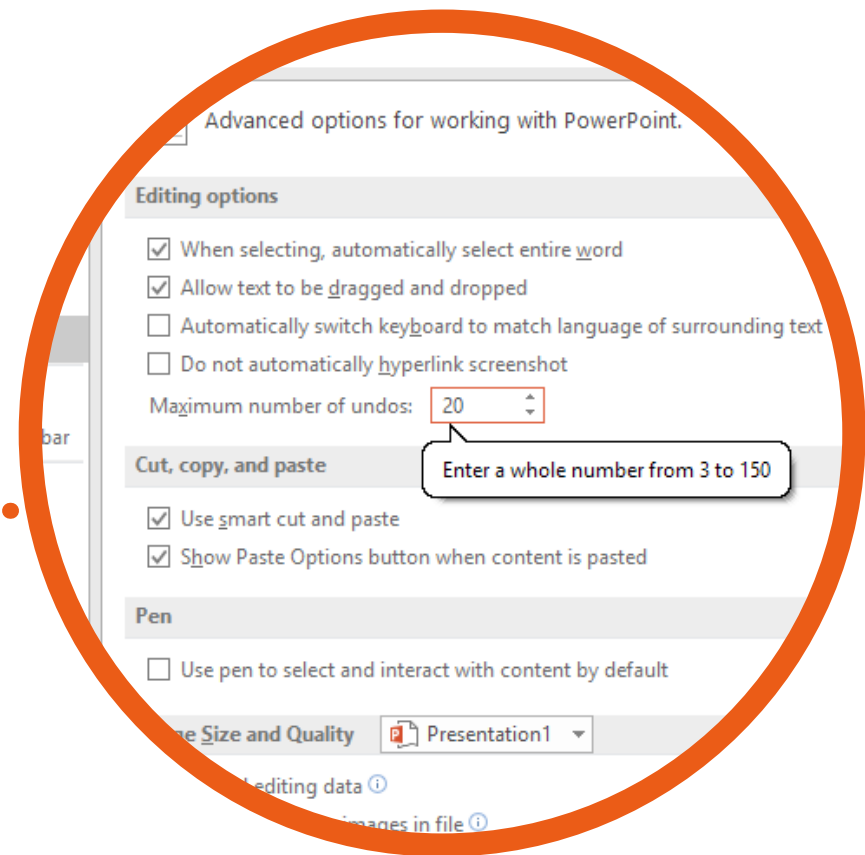 Advanced options for working with PowerPoint.
Editing options
When selecting, automatically select entire word
Allow text to be dragged and dropped
Automatically switch keyboard to match language of surrounding text
Do not automatically hyperlink screenshot
Maximum number of undos: 20
bar
Enter a whole number from 3 to 150
Cut, copy, and paste
Use smart cut and paste
Show Paste Options button when content is pasted
Pen
Use pen to select and interact with content by default
Size and Quality Presentation1
editing data
images in file